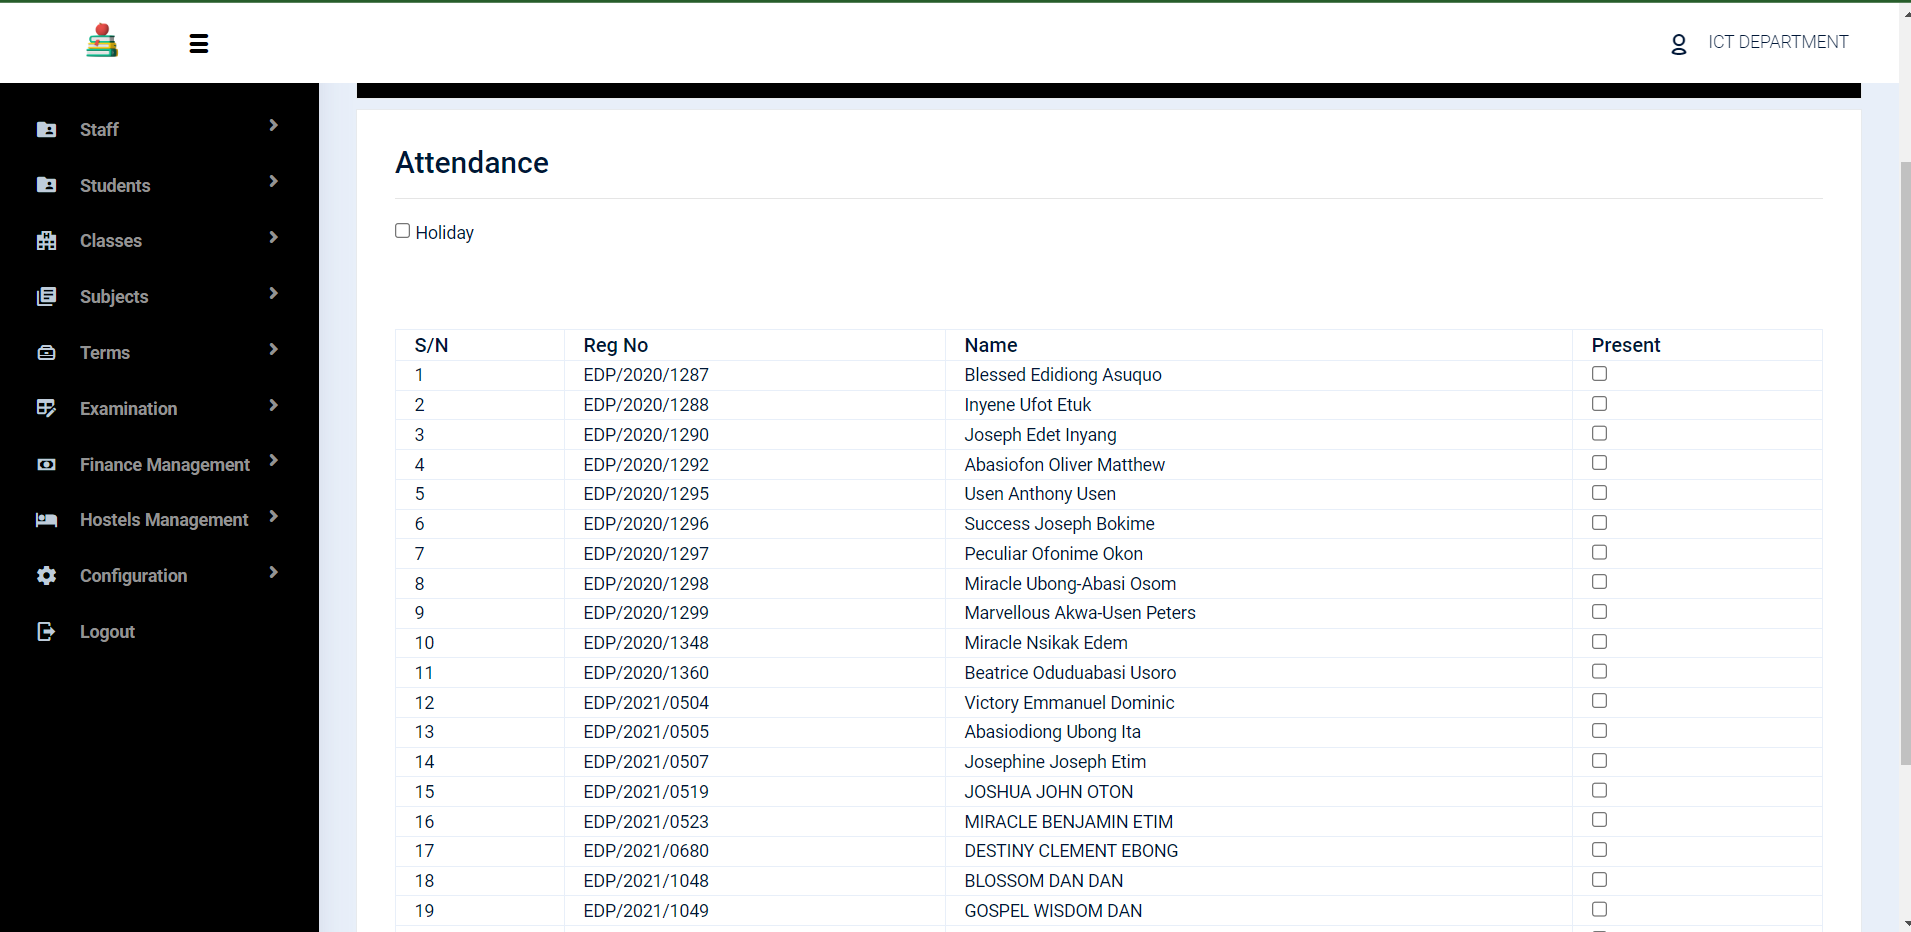 ICT DEPARTMENT
Staff
Students
Classes
Subjects
Terms
Examination
Finance Management
Hostels Management
Configuration
Logout
Attendance
Holiday
S/N Reg No Name Present
1 EDP/2020/1287 Blessed Edidiong Asuquo
2 EDP/2020/1288 Inyene Ufot Etuk
3 EDP/2020/1290 Joseph Edet Inyang
4 EDP/2020/1292 Abasiofon Oliver Matthew
5 EDP/2020/1295 Usen Anthony Usen
6 EDP/2020/1296 Success Joseph Bokime
7 EDP/2020/1297 Peculiar Ofonime Okon
8 EDP/2020/1298 Miracle Ubong-Abasi Osom
9 EDP/2020/1299 Marvellous Akwa-Usen Peters
10 EDP/2020/1348 Miracle Nsikak Edem
11 EDP/2020/1360 Beatrice Oduduabasi Usoro
12 EDP/2021/0504 Victory Emmanuel Dominic
13 EDP/2021/0505 Abasiodiong Ubong Ita
14 EDP/2021/0507 Josephine Joseph Etim
15 EDP/2021/0519 JOSHUA JOHN OTON
16 EDP/2021/0523 MIRACLE BENJAMIN ETIM
17 EDP/2021/0680 DESTINY CLEMENT EBONG
18 EDP/2021/1048 BLOSSOM DAN DAN
19 EDP/2021/1049 GOSPEL WISDOM DAN